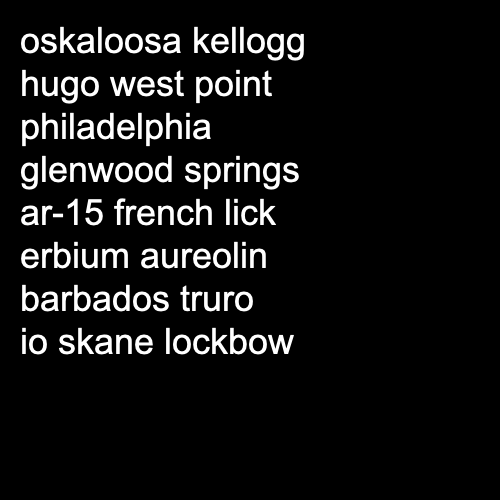 oskaloosa kellogg
hugo west point
philadelphia
glenwood springs
ar-15 french lick
erbium aureolin
barbados truro
io skane lockbow